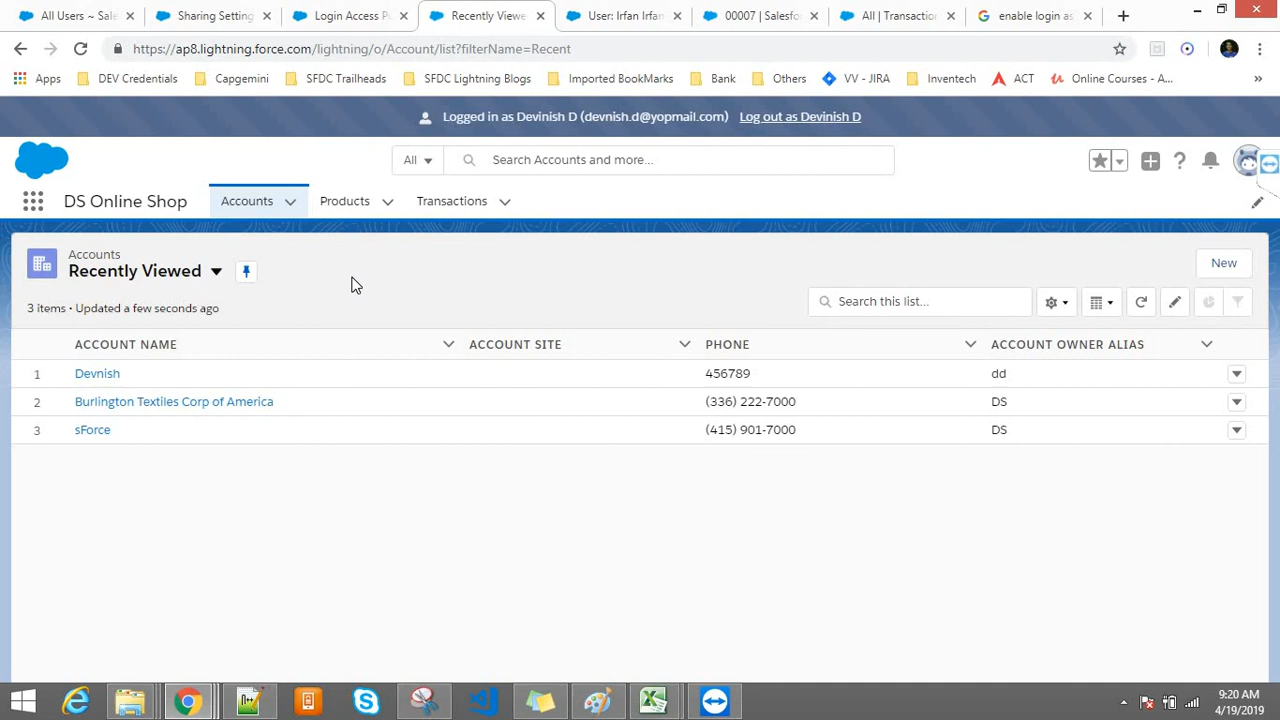 All Users ~ Sale
Sharing Setting
Login Access Po
Recently Viewe
User: Irfan Irfan
00007 | Salesfo
All | Transaction
enable login as
https://ap8.lightning.force.com/lightning/o/Account/list?filterName=Recent
Apps
DEV Credentials
Capgemini
SFDC Trailheads
SFDC Lightning Blogs
Imported BookMarks
Bank
Others
VV - JIRA
Inventech
ACT
Online Courses - A...
Logged in as Devinish D (devnish.d@yopmail.com) Log out as Devinish D
All
Search Accounts and more...
DS Online Shop
Accounts
Products
Transactions
Accounts
Recently Viewed
New
3 items • Updated a few seconds ago
Search this list...
ACCOUNT NAME ACCOUNT SITE PHONE ACCOUNT OWNER ALIAS
1 Devnish 456789 dd
2 Burlington Textiles Corp of America (336) 222-7000 DS
3 sForce (415) 901-7000 DS
9:20 AM
4/19/2019